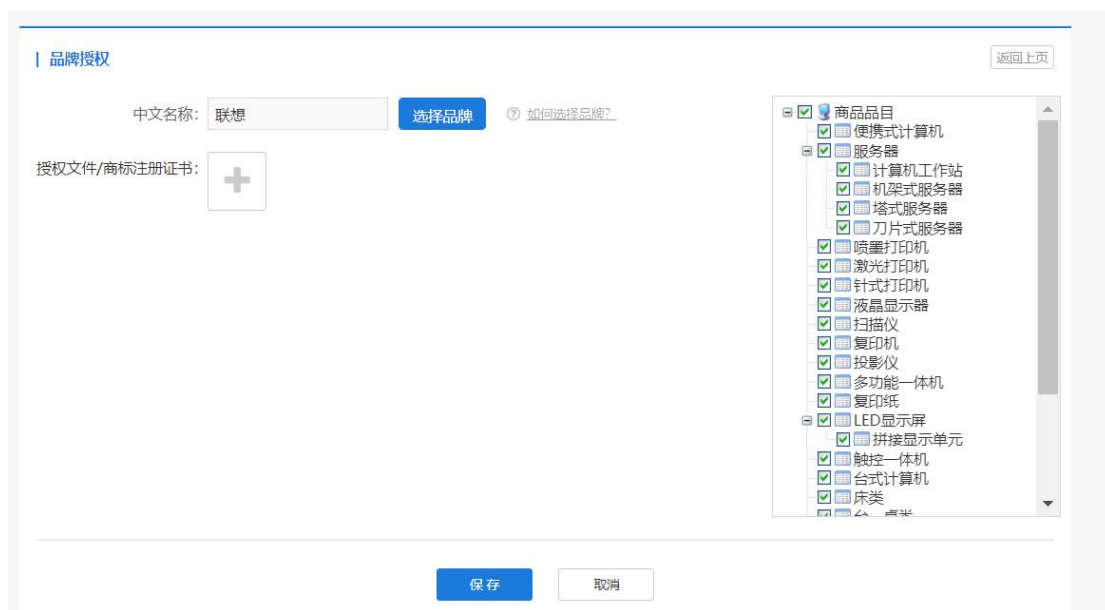 品牌授权
返回上页
中文名称: 联想 选择品牌 如何选择品牌?
授权文件/商标注册证书:
商品品目
便携式计算机
服务器
计算机工作站
机架式服务器
塔式服务器
刀片式服务器
喷墨打印机
激光打印机
针式打印机
液晶显示器
扫描仪
复印机
投影仪
多功能一体机
复印纸
LED显示屏
拼接显示单元
触控一体机
台式计算机
床类
保存 取消